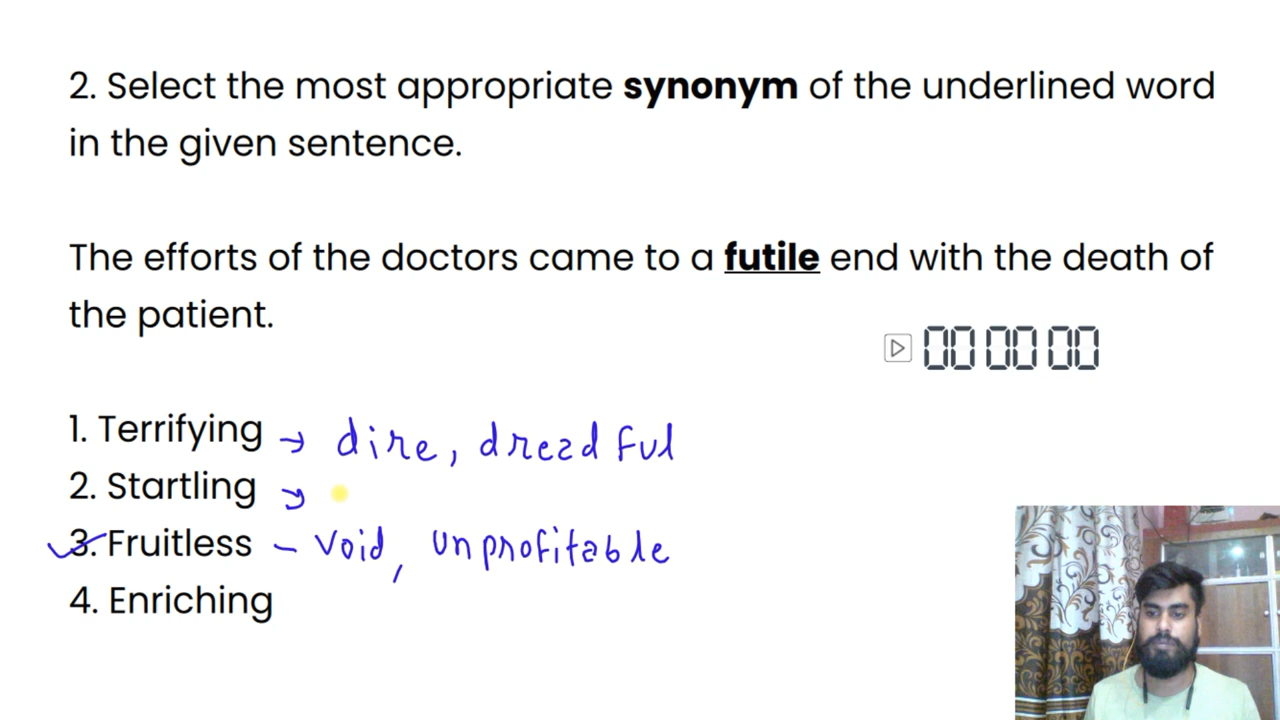 2. Select the most appropriate synonym of the underlined word
in the given sentence.
The efforts of the doctors came to a futile end with the death of
the patient.
00 00 00
1. Terrifying → dire, dreadful
2. Startling →
3. Fruitless – void, unprofitable
4. Enriching